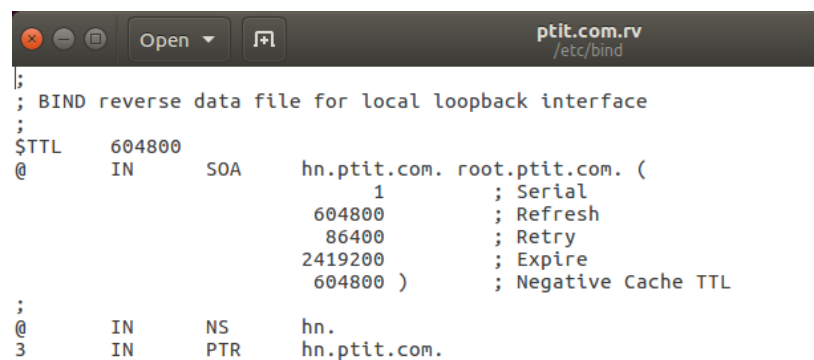 Open ptit.com.rv
/etc/bind
;
; BIND reverse data file for local loopback interface
;
$TTL 604800
@ IN SOA hn.ptit.com. root.ptit.com. (
1 ; Serial
604800 ; Refresh
86400 ; Retry
2419200 ; Expire
604800 ) ; Negative Cache TTL
;
@ IN NS hn.
3 IN PTR hn.ptit.com.